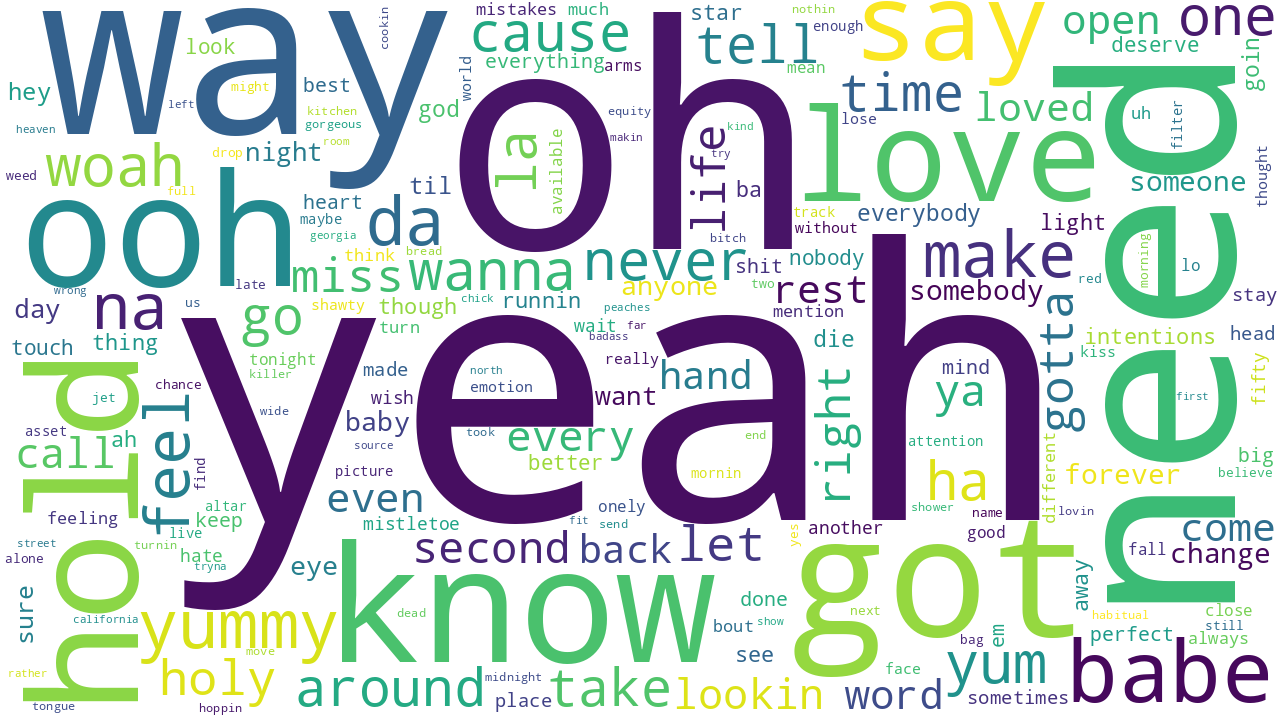 way
oh
say
love
need
one
open
deserve
goin
star
tell
cause
mistakes
much
nothin
enough
everything
arms
mean
look
cookin
hey
might
best
world
left
kitchen
gorgeous
god
heaven
equity
makin
time
lose
loved
uh
filter
woah
drop
night
room
la
available
life
kind
try
ba
someone
thought
weed
full
ooh
heart
maybe
georgia
til
da
bitch
track
without
everybody
light
lo
morning
think
bread
never
shit
nobody
make
red
wrong
late
miss
wanna
anyone
two
rest
somebody
stay
day
na
us
shawty
though
chick
runnin
peaches
mention
gotta
go
turn
wait
far
badass
touch
thing
really
die
intentions
head
kiss
tonight
killer
made
north
emotion
hand
mind
fifty
first
hold
jet
chance
wish
want
right
ya
yeah
wide
baby
took
every
end
attention
different
asset
ah
feel
source
big
call
find
picture
better
mornin
believe
ha
forever
even
onely
shower
name
lovin
feeling
altar
keep
live
mistletoe
fit
send
yes
another
good
come
street
alone
turnin
hate
tryna
second
back
let
fall
change
eye
know
got
away
sure
california
dead
done
show
next
habitual
close
still
yummy
bout
em
perfect
always
move
see
bag
rather
holy
midnight
face
yum
babe
tongue
hoppin
around
place
take
lookin
word
sometimes